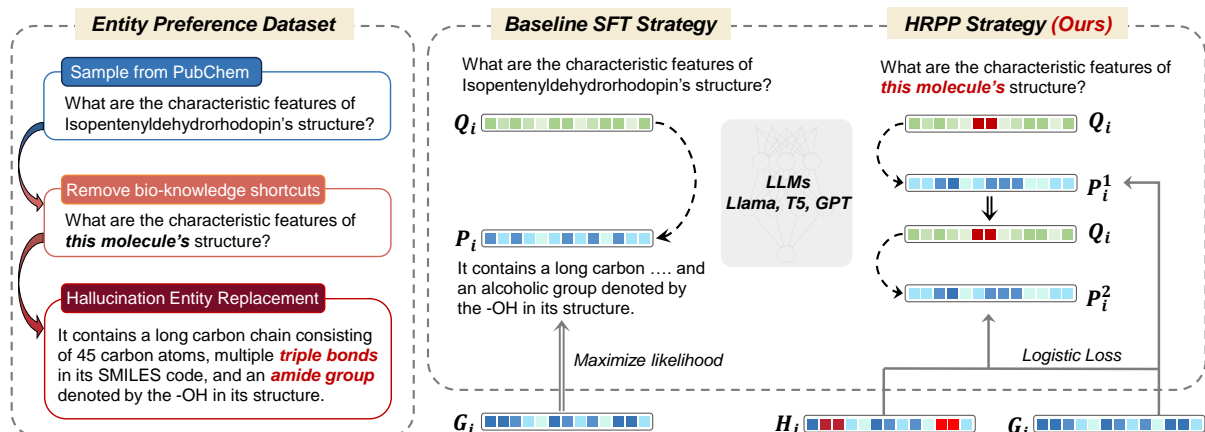 Entity Preference Dataset
Sample from PubChem
What are the characteristic features of
Isopentenyldehydrorhodopin's structure?
Remove bio-knowledge shortcuts
What are the characteristic features of
this molecule's structure?
Hallucination Entity Replacement
It contains a long carbon chain consisting
of 45 carbon atoms, multiple triple bonds
in its SMILES code, and an amide group
denoted by the -OH in its structure.
Baseline SFT Strategy
What are the characteristic features of
Isopentenyldehydrorhodopin's structure?
Q_i
P_i
It contains a long carbon …. and
an alcoholic group denoted by
the -OH in its structure.
Maximize likelihood
G_i
LLMs
Llama, T5, GPT
HRPP Strategy (Ours)
What are the characteristic features of
this molecule's structure?
Q_i
P_i^1
Q_i
P_i^2
Logistic Loss
H_i
G_i